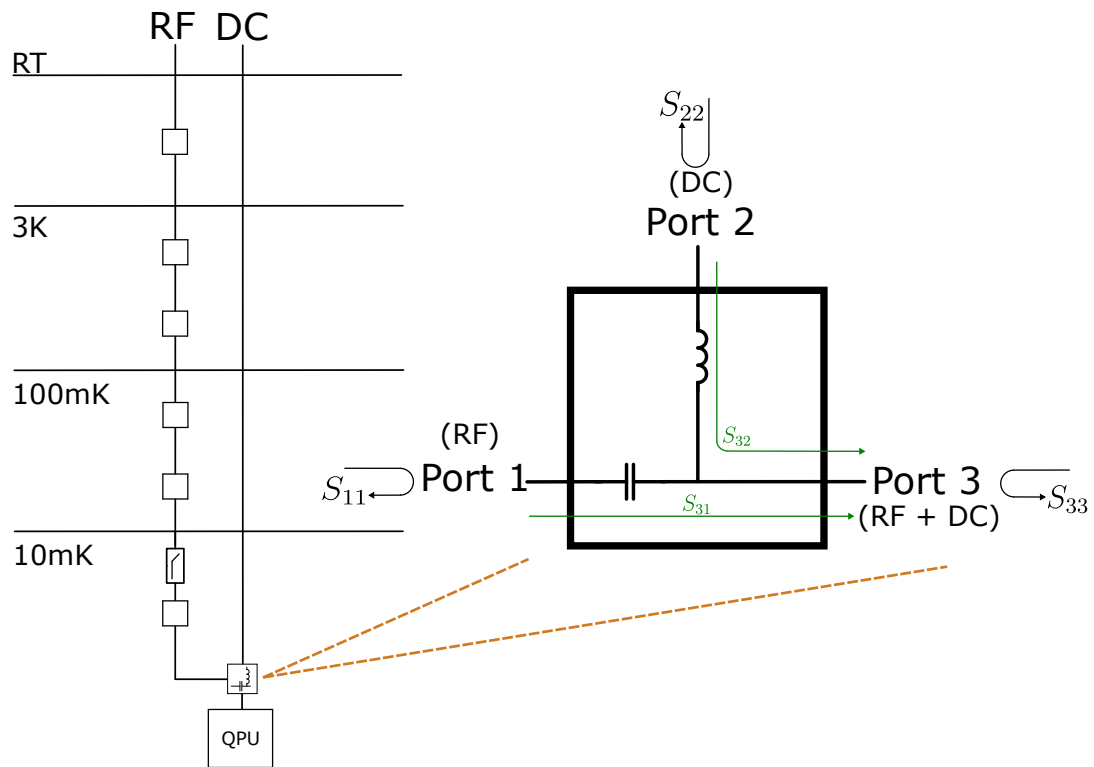 RF DC
RT
3K
100mK
10mK
QPU
S22
(DC)
Port 2
S32
(RF)
Port 1
S11
S31
Port 3
(RF + DC)
S33